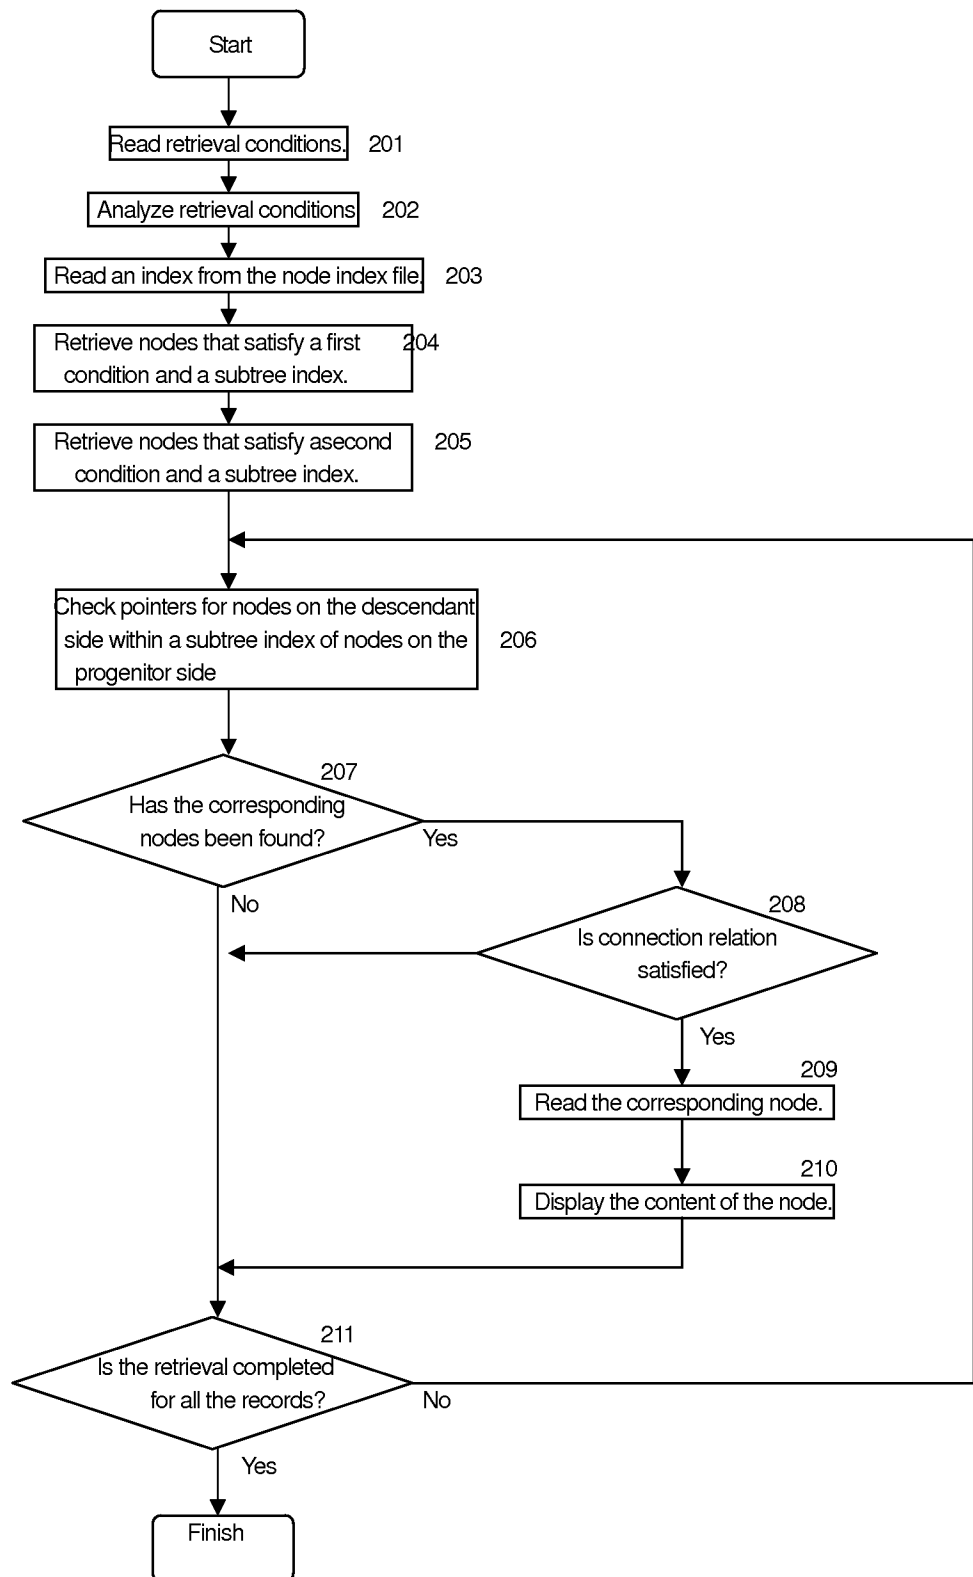 Start
Read retrieval conditions. 201
Analyze retrieval conditions 202
Read an index from the node index file. 203
Retrieve nodes that satisfy a first 204
condition and a subtree index.
Retrieve nodes that satisfy asecond 205
condition and a subtree index.
Check pointers for nodes on the descendant
side within a subtree index of nodes on the 206
progenitor side
207
Has the corresponding
nodes been found?
Yes
No
208
Is connection relation
satisfied?
Yes
209
Read the corresponding node.
210
Display the content of the node.
211
Is the retrieval completed
for all the records?
No
Yes
Finish